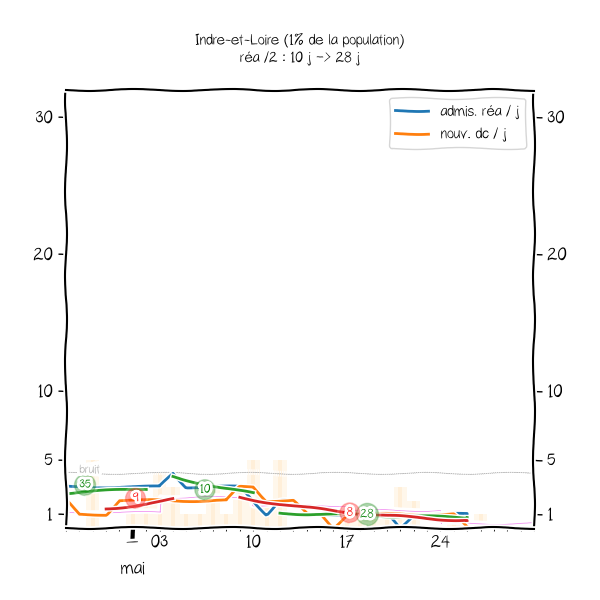 Indre-et-Loire (1% de la population)
réa /2 : 10 j -> 28 j
admis. réa / j
nouv. dc / j
30
30
20
20
10
10
5
5
bruit
35
10
9
8
28
1
1
1 03 10 17 24
mai